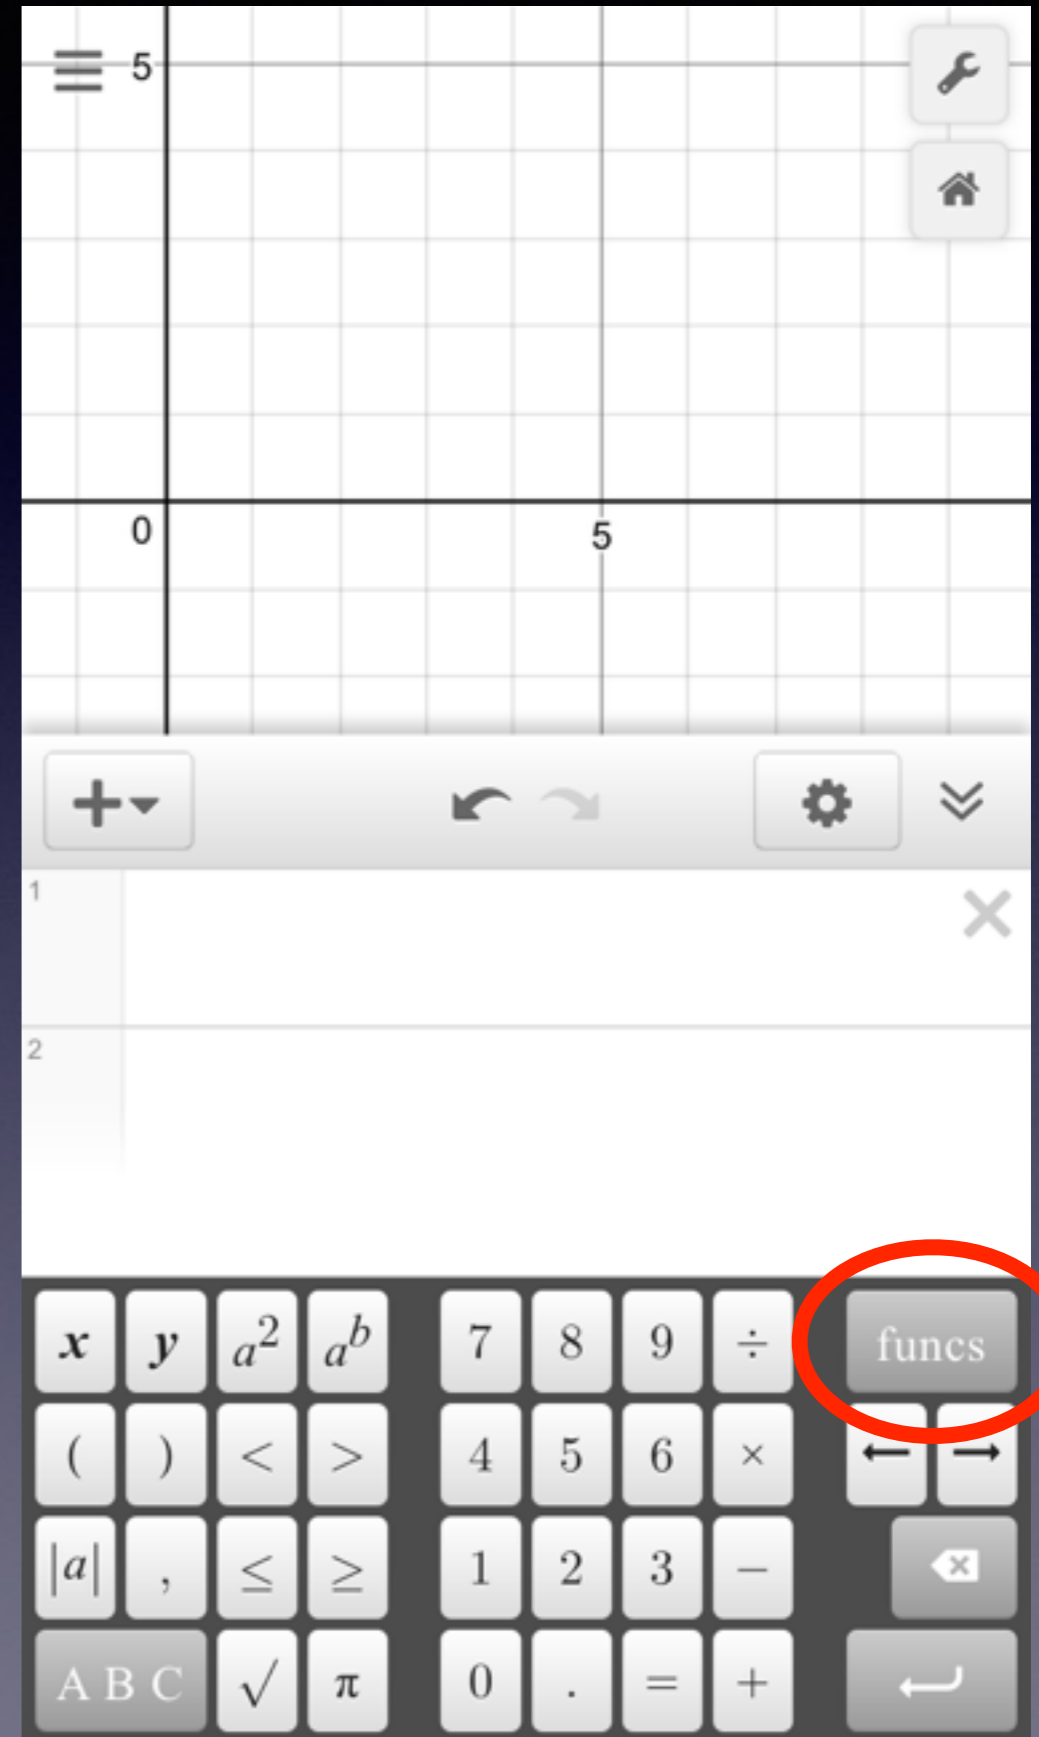 5
0
5
1
2
x y a² aᵇ 7 8 9 ÷ funcs
( ) < > 4 5 6 × ← →
|a| , ≤ ≥ 1 2 3 −
A B C √ π 0 . = +